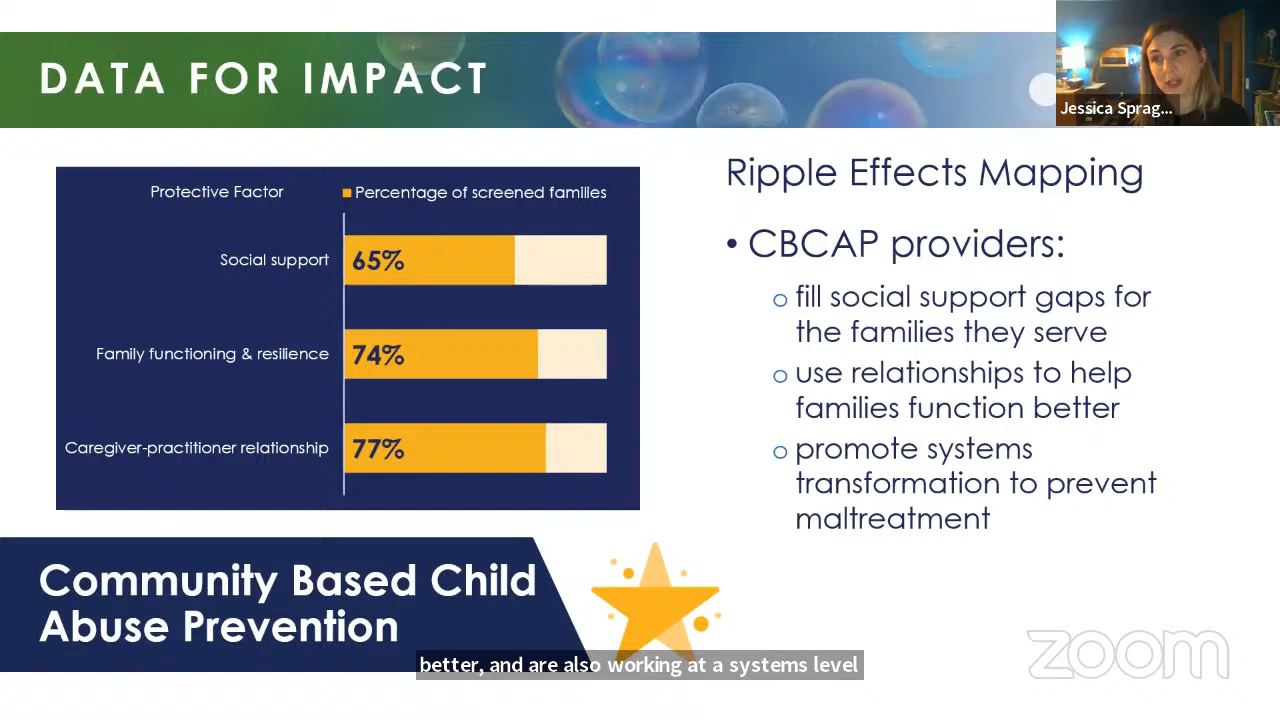 DATA FOR IMPACT
Jessica Sprag...
Protective Factor
Percentage of screened families
Social support
65%
Family functioning & resilience
74%
Caregiver-practitioner relationship
77%
Ripple Effects Mapping
• CBCAP providers:
o fill social support gaps for
the families they serve
o use relationships to help
families function better
o promote systems
transformation to prevent
maltreatment
Community Based Child
Abuse Prevention
better, and are also working at a systems level
zoom